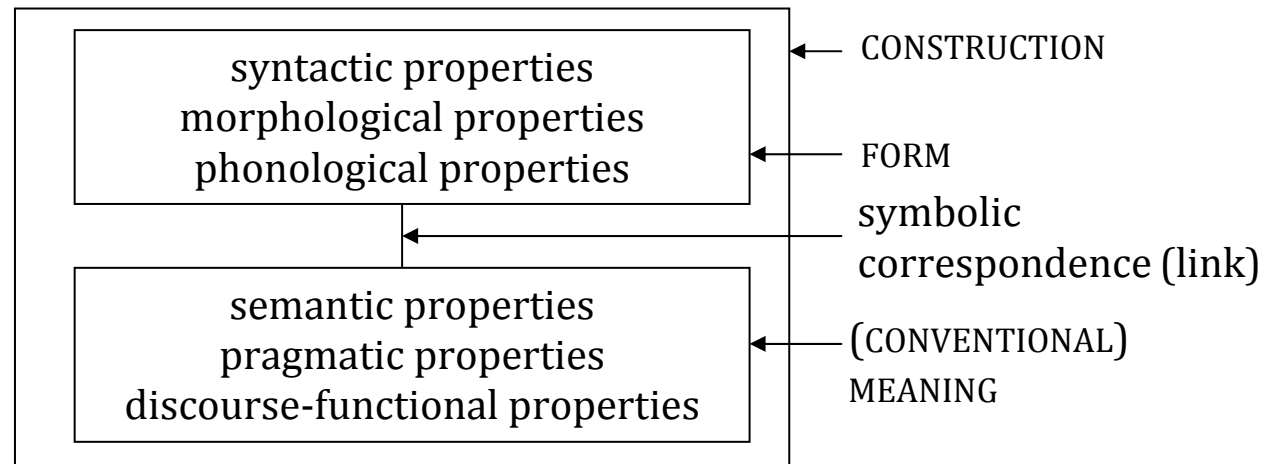 syntactic properties
morphological properties
phonological properties
semantic properties
pragmatic properties
discourse-functional properties
CONSTRUCTION
FORM
symbolic
correspondence (link)
(CONVENTIONAL)
MEANING